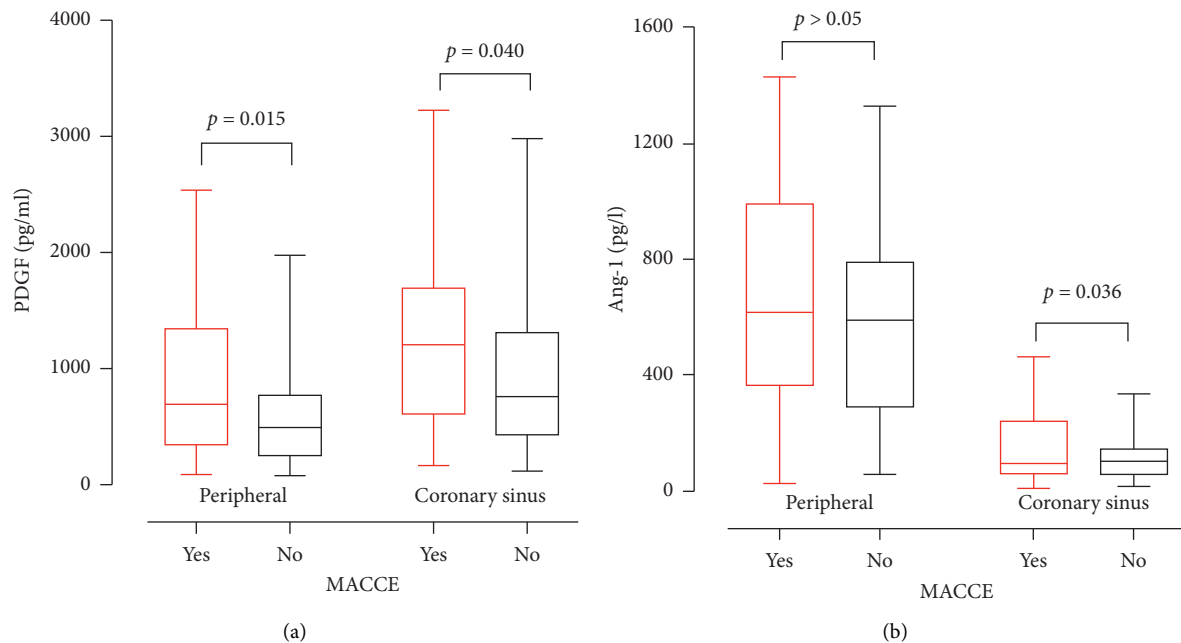 4000
3000
2000
1000
0
PDGF (pg/ml)
p = 0.015
p = 0.040
Peripheral
Coronary sinus
Yes
No
Yes
No
MACCE
(a)
1600
1200
800
400
0
Ang-1 (pg/l)
p > 0.05
p = 0.036
Peripheral
Coronary sinus
Yes
No
Yes
No
MACCE
(b)